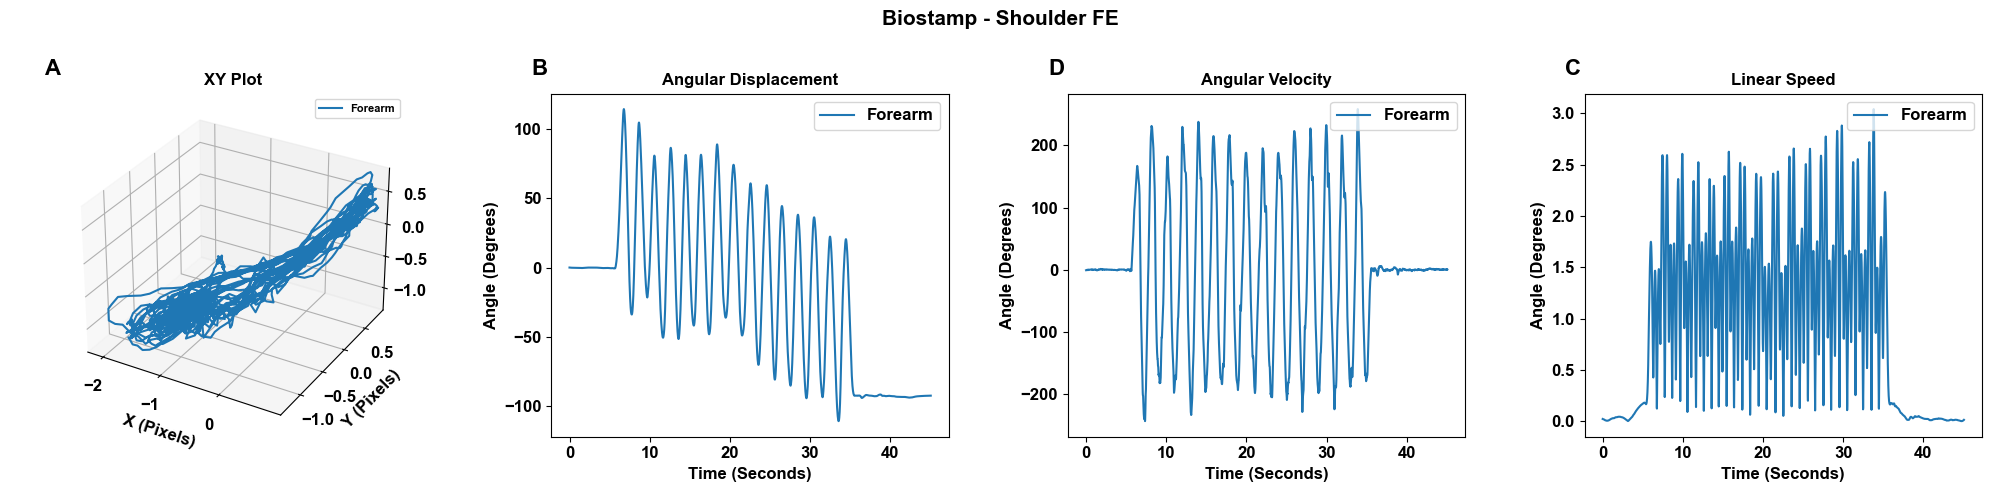 Biostamp - Shoulder FE
A
XY Plot
Forearm
0.5
0.0
−0.5
−1.0
0.5
0.0
−0.5
−1.0
−2
−1
0
X (Pixels)
Y (Pixels)
B
Angular Displacement
Forearm
Angle (Degrees)
100
50
0
−50
−100
0 10 20 30 40
Time (Seconds)
D
Angular Velocity
Forearm
Angle (Degrees)
200
100
0
−100
−200
0 10 20 30 40
Time (Seconds)
C
Linear Speed
Forearm
Angle (Degrees)
3.0
2.5
2.0
1.5
1.0
0.5
0.0
0 10 20 30 40
Time (Seconds)